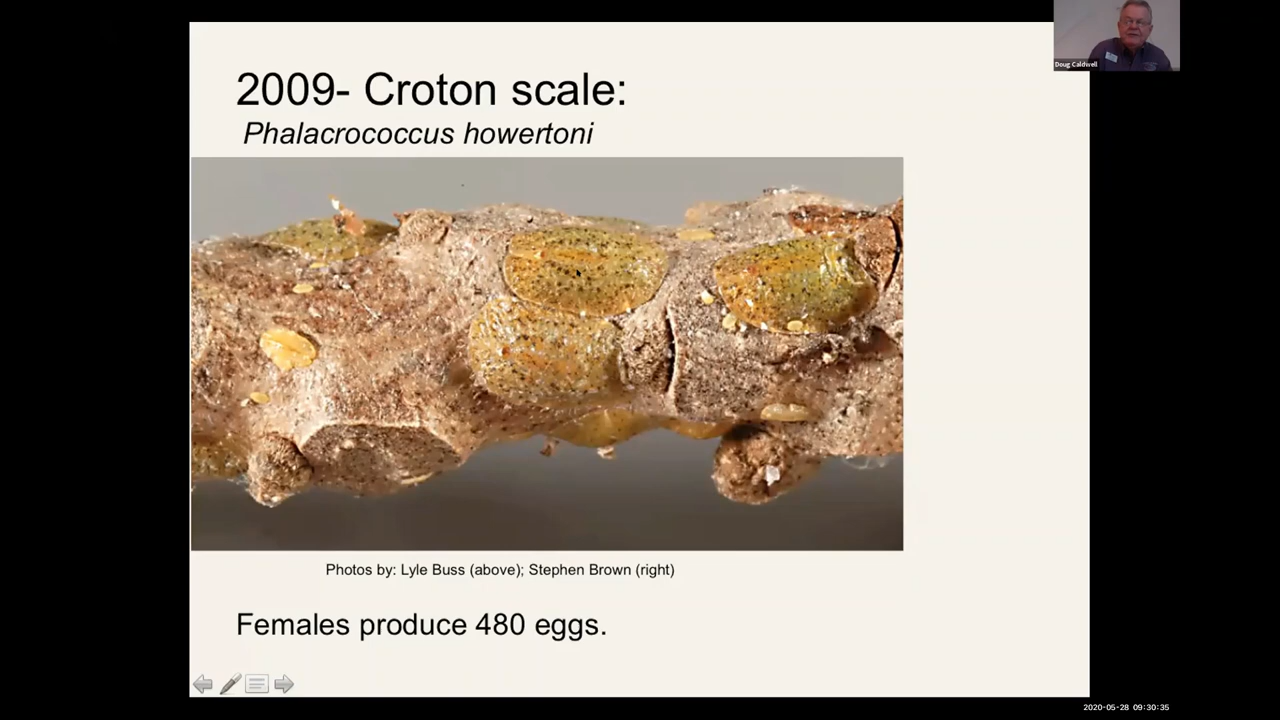 2009- Croton scale:
Phalacrococcus howertoni
Doug Caldwell
Photos by: Lyle Buss (above); Stephen Brown (right)
Females produce 480 eggs.
2020-05-28 09:30:35